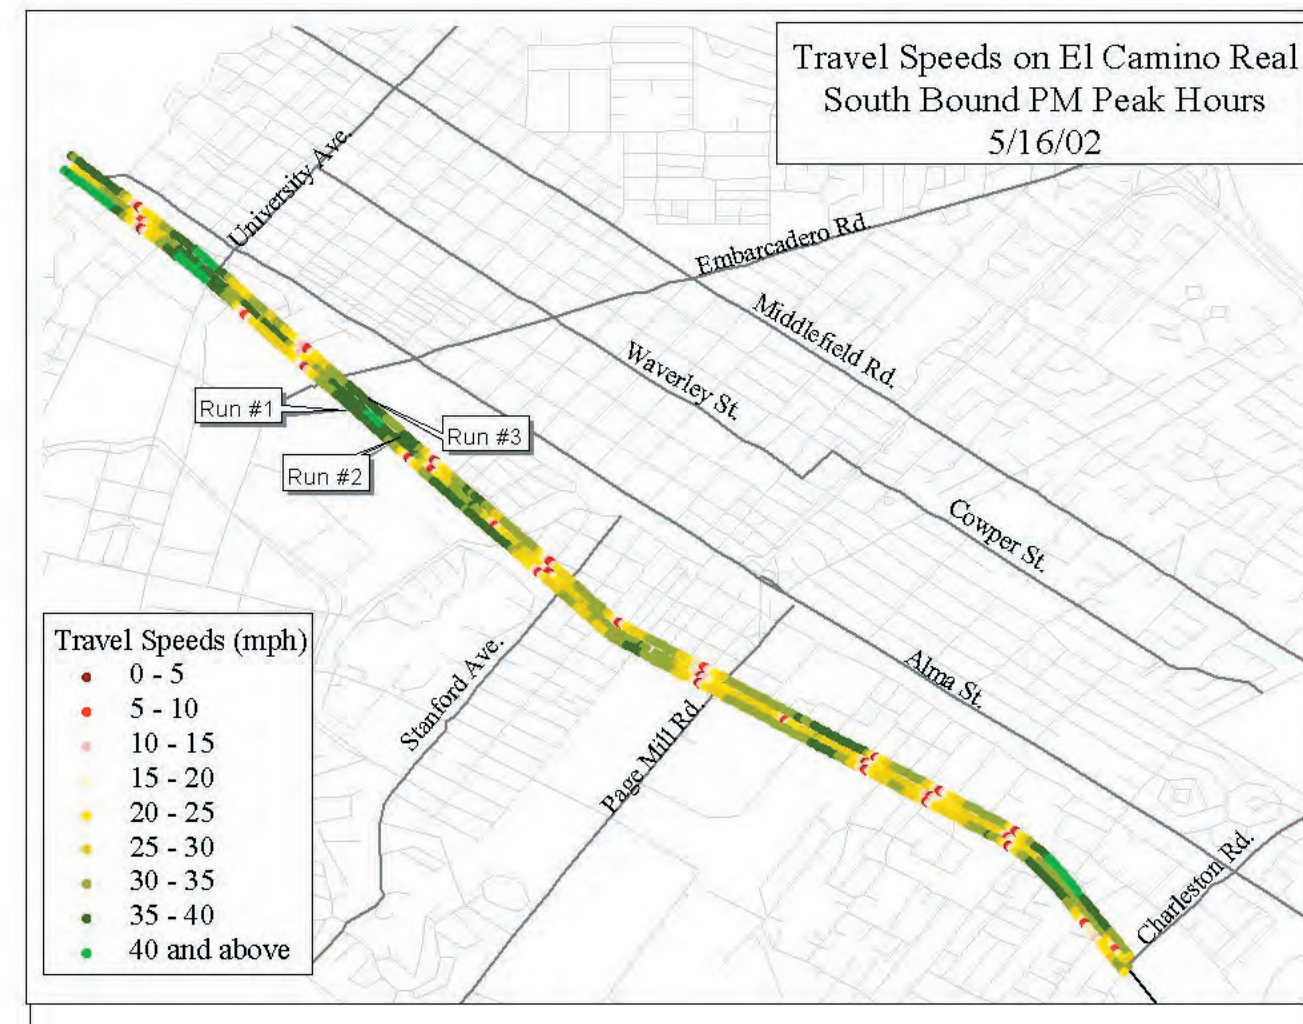 Travel Speeds on El Camino Real
South Bound PM Peak Hours
5/16/02
University Ave.
Embarcadero Rd.
Middlefield Rd.
Waverley St.
Run #1
Run #3
Run #2
Cowper St.
Alma St.
Stanford Ave.
Page Mill Rd.
Charleston Rd.
Travel Speeds (mph)
0 - 5
5 - 10
10 - 15
15 - 20
20 - 25
25 - 30
30 - 35
35 - 40
40 and above